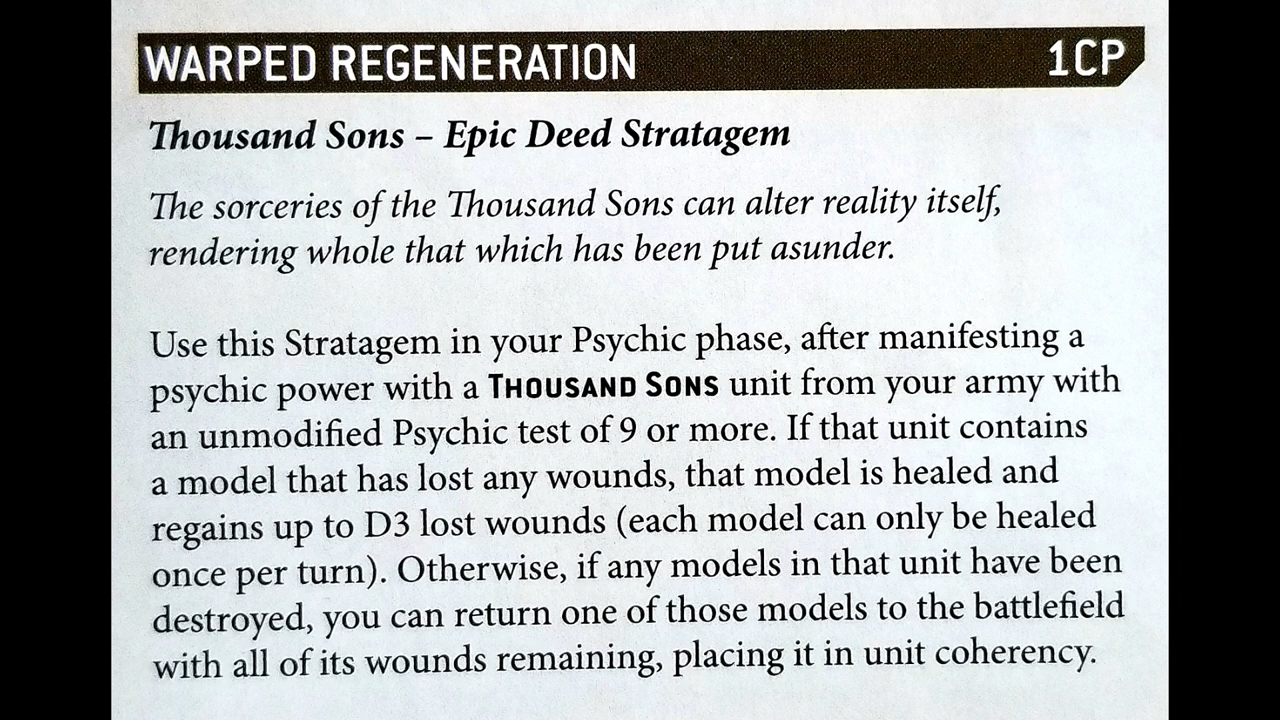 WARPED REGENERATION 1CP
Thousand Sons – Epic Deed Stratagem
The sorceries of the Thousand Sons can alter reality itself,
rendering whole that which has been put asunder.
Use this Stratagem in your Psychic phase, after manifesting a
psychic power with a THOUSAND SONS unit from your army with
an unmodified Psychic test of 9 or more. If that unit contains
a model that has lost any wounds, that model is healed and
regains up to D3 lost wounds (each model can only be healed
once per turn). Otherwise, if any models in that unit have been
destroyed, you can return one of those models to the battlefield
with all of its wounds remaining, placing it in unit coherency.